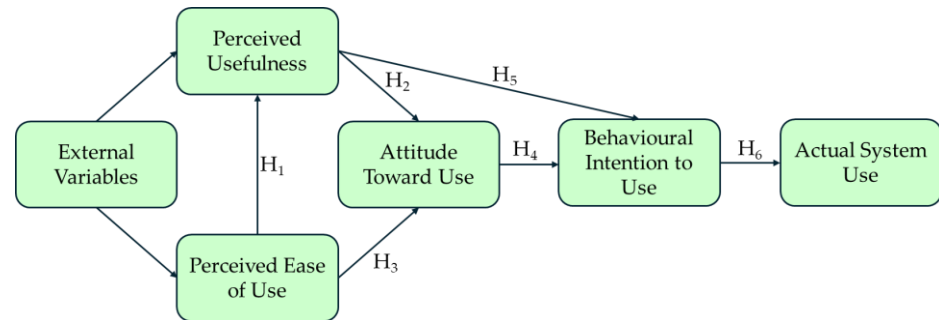 Perceived
Usefulness
H₅
H₂
External
Variables
H₁
Attitude
Toward Use
H₄
Behavioural
Intention to
Use
H₆
Actual System
Use
Perceived Ease
of Use
H₃